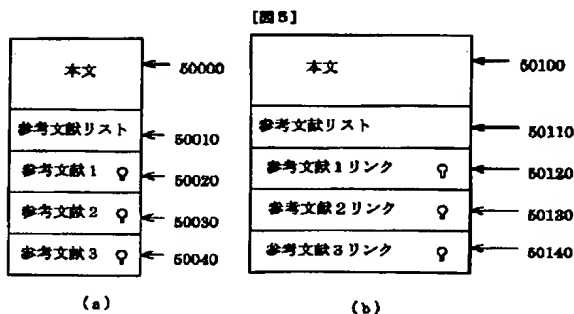 [図5]
本文
50000
参考文献リスト
50010
参考文献1
50020
参考文献2
50030
参考文献3
50040
(a)
本文
50100
参考文献リスト
50110
参考文献1リンク
50120
参考文献2リンク
50130
参考文献3リンク
50140
(b)